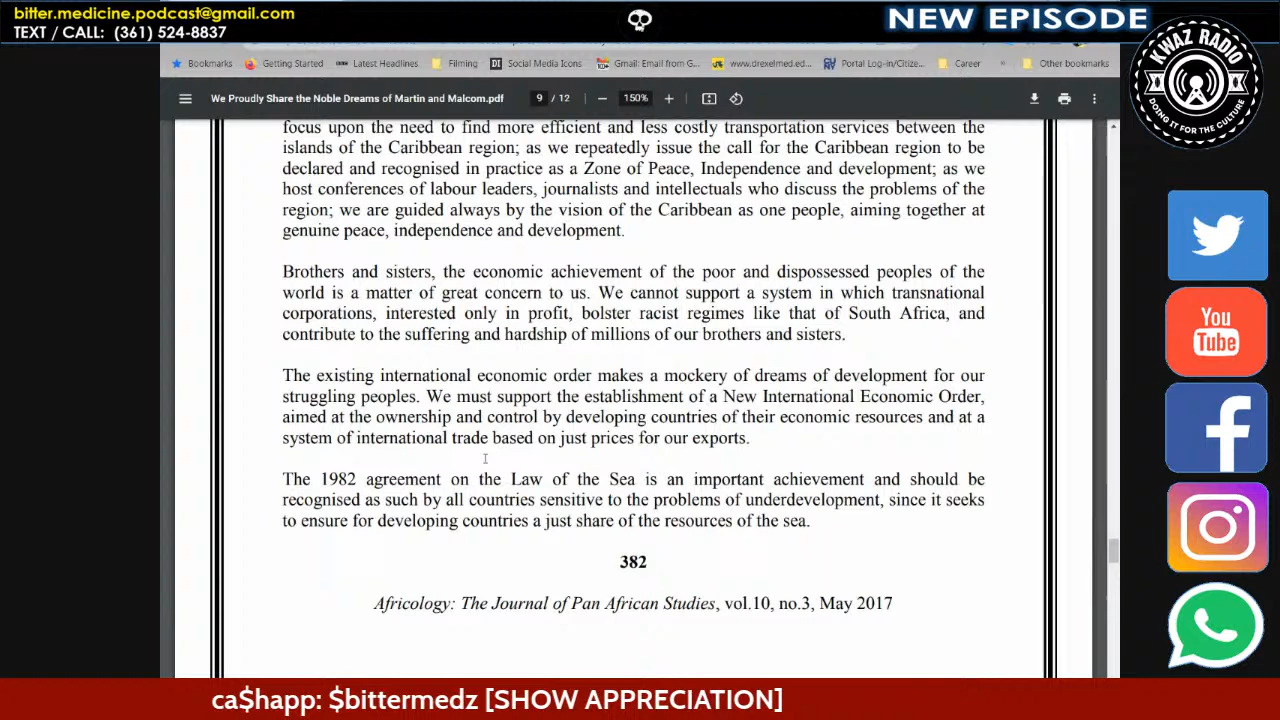 bitter.medicine.podcast@gmail.com
TEXT / CALL: (361) 524-8837
NEW EPISODE
KWAZ RADIO
DOING IT FOR THE CULTURE
Bookmarks
Getting Started
Latest Headlines
Filming
DI Social Media Icons
Gmail: Email from G...
www.drexelmed.ed...
Portal Log-in/Citize...
Career
»
Other bookmarks
We Proudly Share the Noble Dreams of Martin and Malcom.pdf
9 / 12
150%
focus upon the need to find more efficient and less costly transportation services between the
islands of the Caribbean region; as we repeatedly issue the call for the Caribbean region to be
declared and recognised in practice as a Zone of Peace, Independence and development; as we
host conferences of labour leaders, journalists and intellectuals who discuss the problems of the
region; we are guided always by the vision of the Caribbean as one people, aiming together at
genuine peace, independence and development.
Brothers and sisters, the economic achievement of the poor and dispossessed peoples of the
world is a matter of great concern to us. We cannot support a system in which transnational
corporations, interested only in profit, bolster racist regimes like that of South Africa, and
contribute to the suffering and hardship of millions of our brothers and sisters.
The existing international economic order makes a mockery of dreams of development for our
struggling peoples. We must support the establishment of a New International Economic Order,
aimed at the ownership and control by developing countries of their economic resources and at a
system of international trade based on just prices for our exports.
The 1982 agreement on the Law of the Sea is an important achievement and should be
recognised as such by all countries sensitive to the problems of underdevelopment, since it seeks
to ensure for developing countries a just share of the resources of the sea.
382
Africology: The Journal of Pan African Studies, vol.10, no.3, May 2017
You
Tube
ca$happ: $bittermedz [SHOW APPRECIATION]